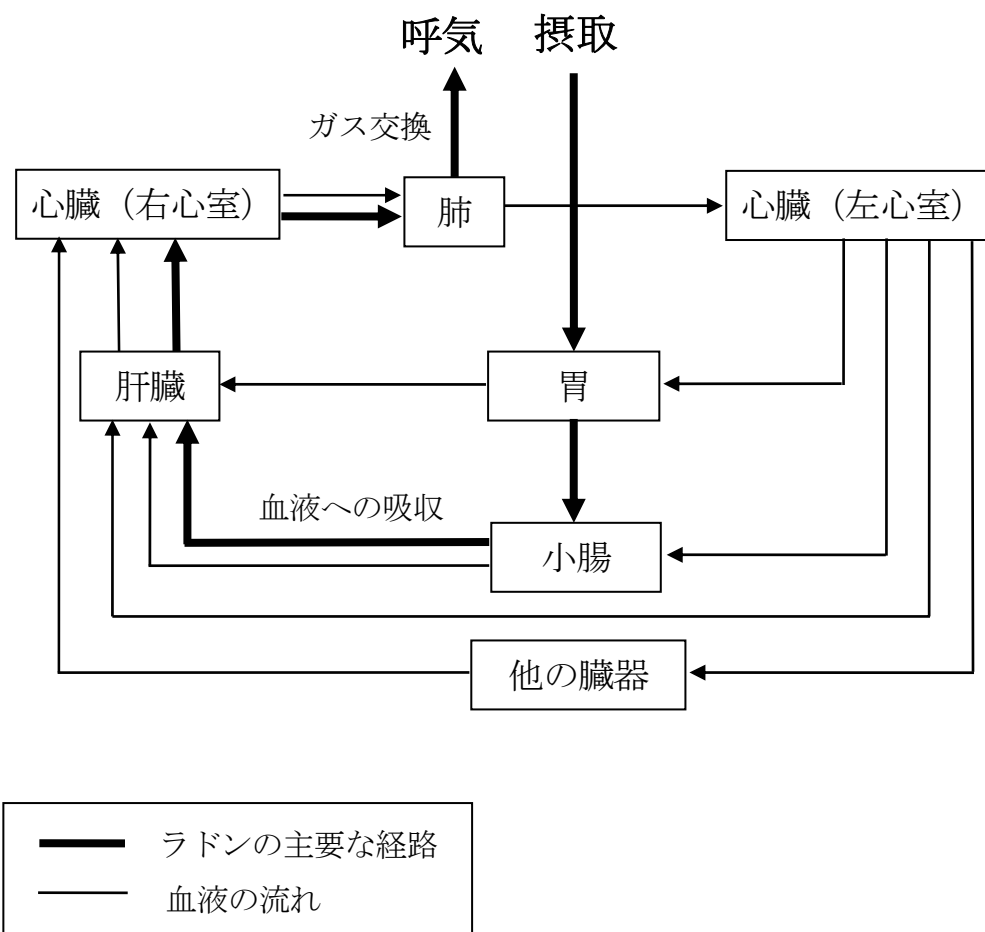 呼気 摂取
ガス交換
心臓（右心室）
肺
心臓（左心室）
肝臓
胃
血液への吸収
小腸
他の臓器
ラドンの主要な経路
血液の流れ